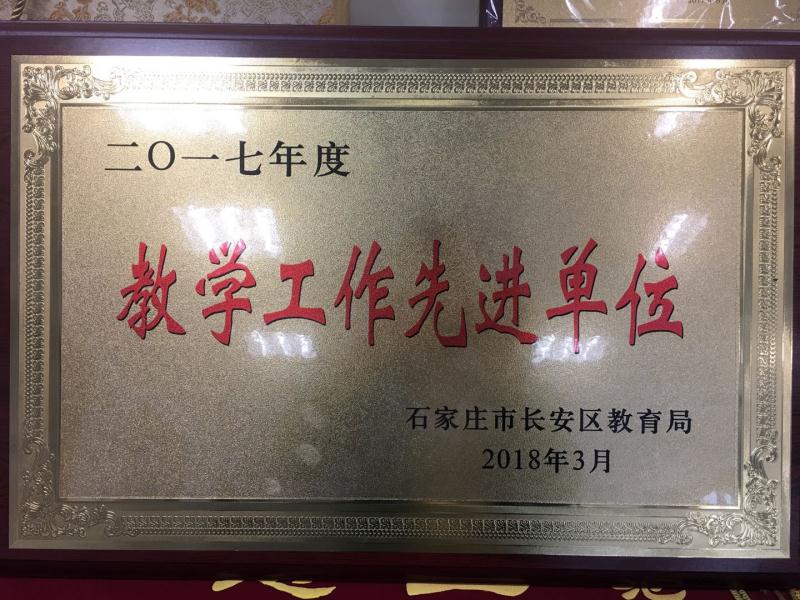 二〇一七年度
教学工作先进单位
石家庄市长安区教育局
2018年3月